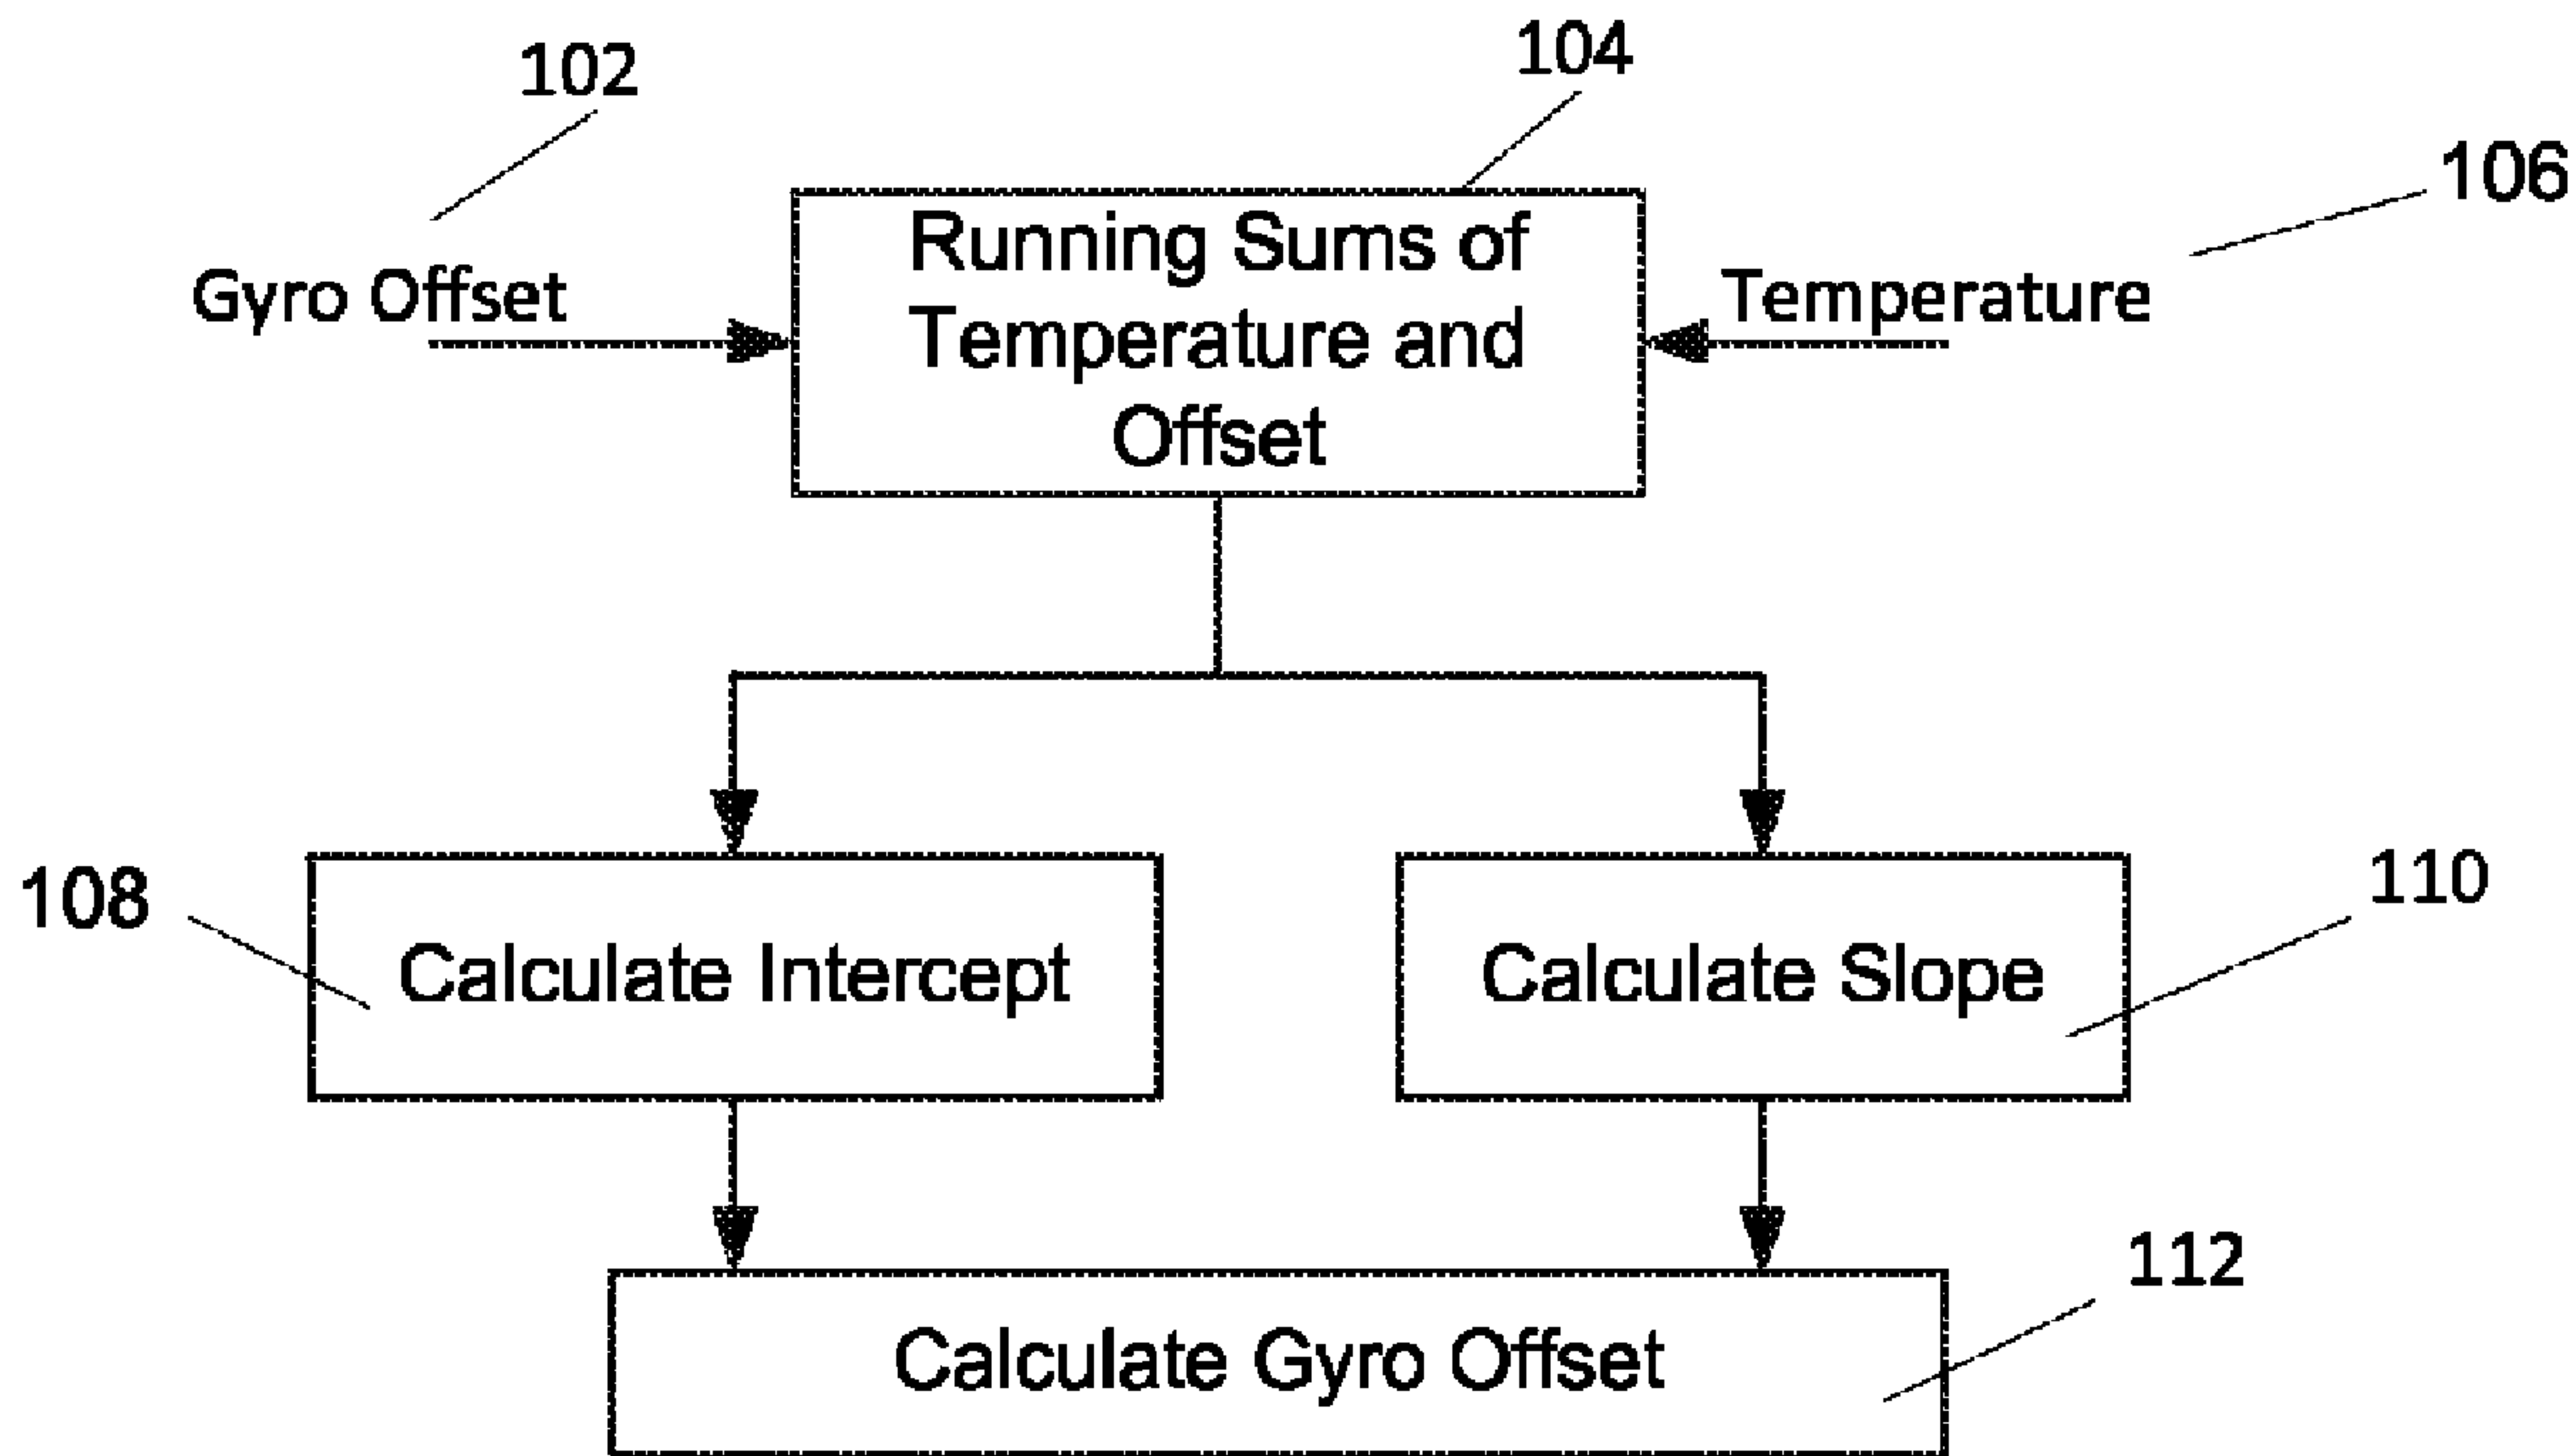 102
104
106
Gyro Offset
Running Sums of
Temperature and
Offset
Temperature
108
Calculate Intercept
Calculate Slope
110
112
Calculate Gyro Offset